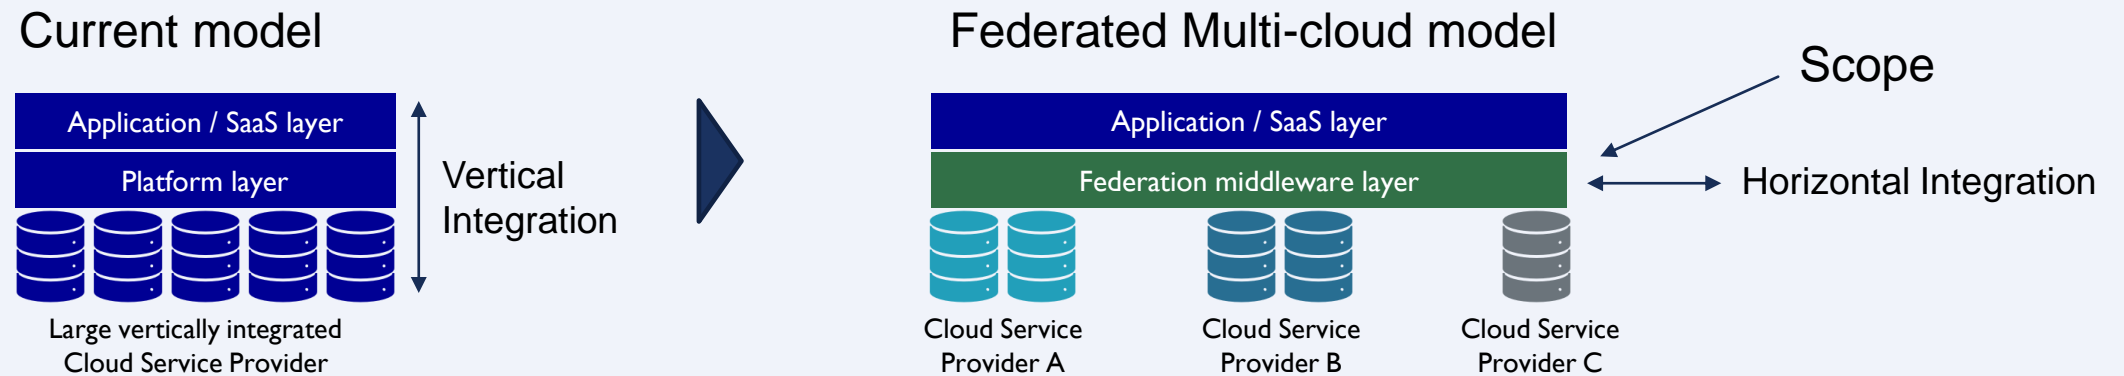 Current model
Application / SaaS layer
Platform layer
Vertical
Integration
Large vertically integrated
Cloud Service Provider
Federated Multi-cloud model
Scope
Application / SaaS layer
Federation middleware layer
Horizontal Integration
Cloud Service
Provider A
Cloud Service
Provider B
Cloud Service
Provider C